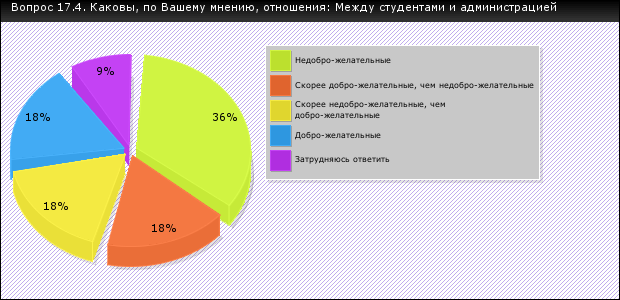 Вопрос 17.4. Каковы, по Вашему мнению, отношения: Между студентами и администрацией
9%
36%
18%
18%
18%
Недобро-желательные
Скорее добро-желательные, чем недобро-желательные
Скорее недобро-желательные, чем
добро-желательные
Добро-желательные
Затрудняюсь ответить